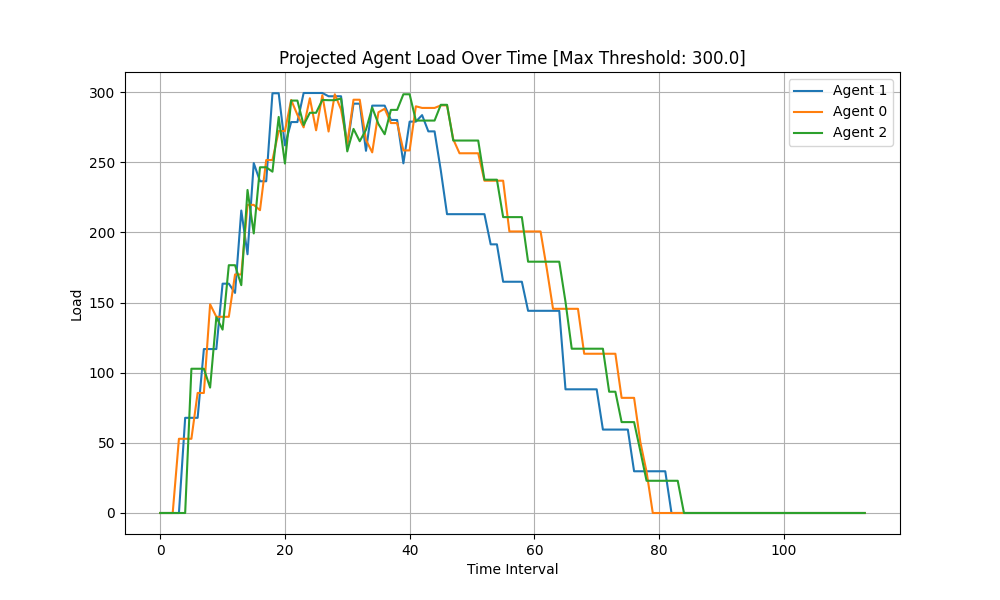 Projected Agent Load Over Time [Max Threshold: 300.0]
Agent 1
Agent 0
Agent 2
300
250
200
150
100
50
0
Load
0 20 40 60 80 100
Time Interval